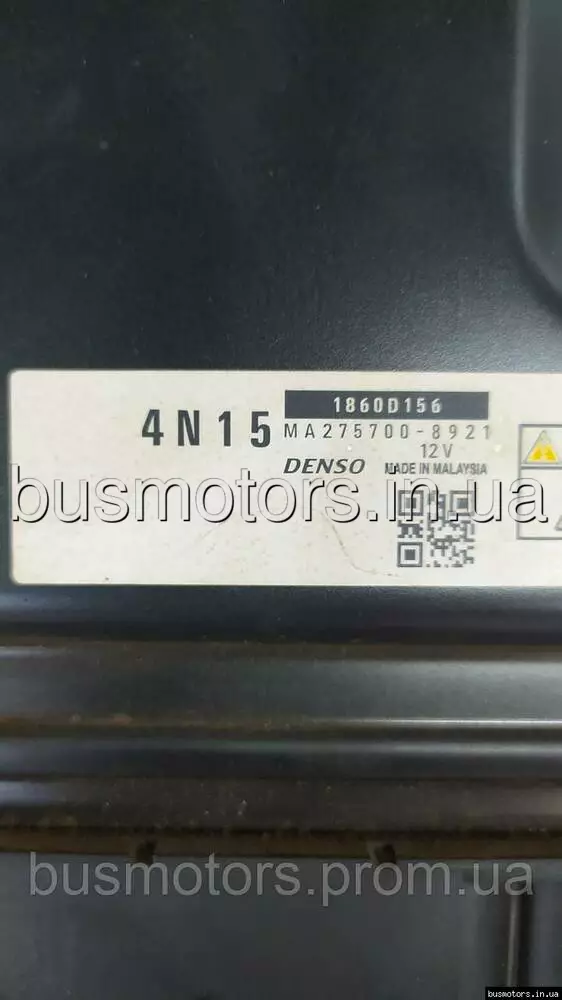 1860D156
4N15
MA275700-8921
12V
DENSO
MADE IN MALAYSIA
busmotors.in.ua
busmotors.prom.ua
busmotors.in.ua